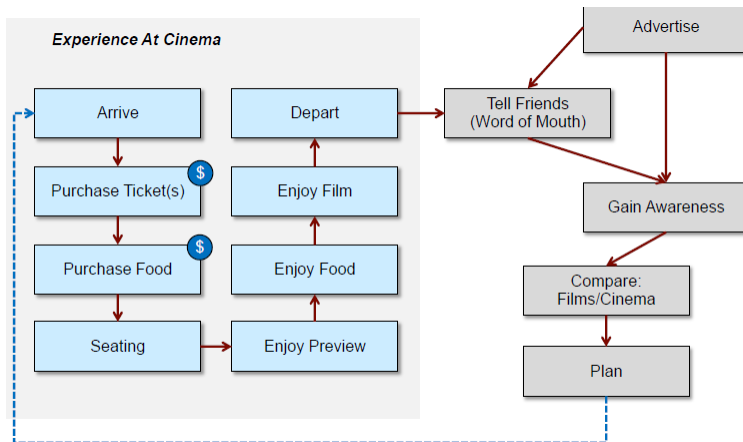 Experience At Cinema
Advertise
Arrive
Depart
Tell Friends
(Word of Mouth)
$
Purchase Ticket(s)
Enjoy Film
Gain Awareness
$
Purchase Food
Enjoy Food
Compare:
Films/Cinema
Seating
Enjoy Preview
Plan